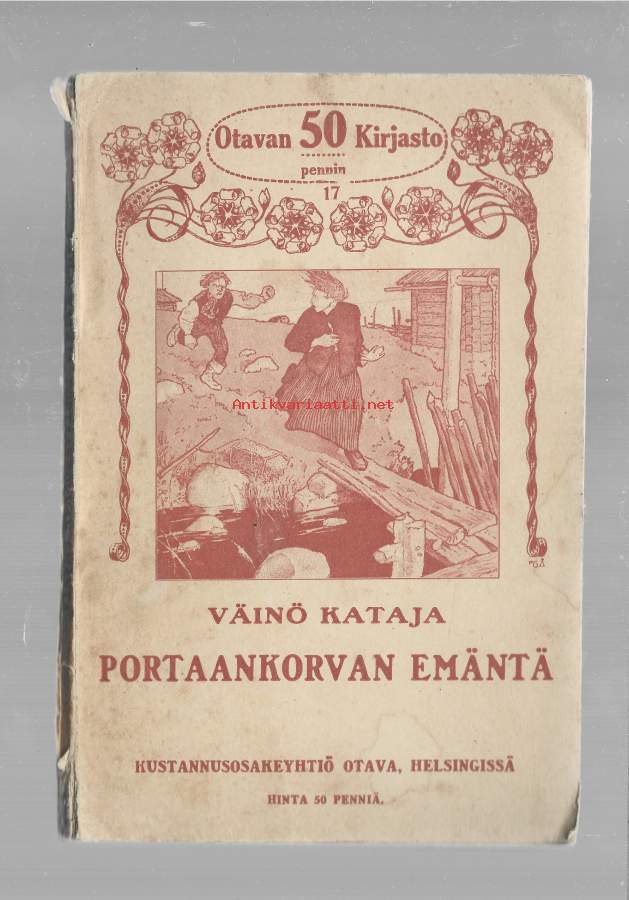 Otavan 50 Kirjasto
pennin
17
Antikvariaatti.net
VÄINÖ KATAJA
PORTAANKORVAN EMÄNTÄ
KUSTANNUSOSAKEYHTIÖ OTAVA, HELSINGISSÄ
HINTA 50 PENNIÄ.